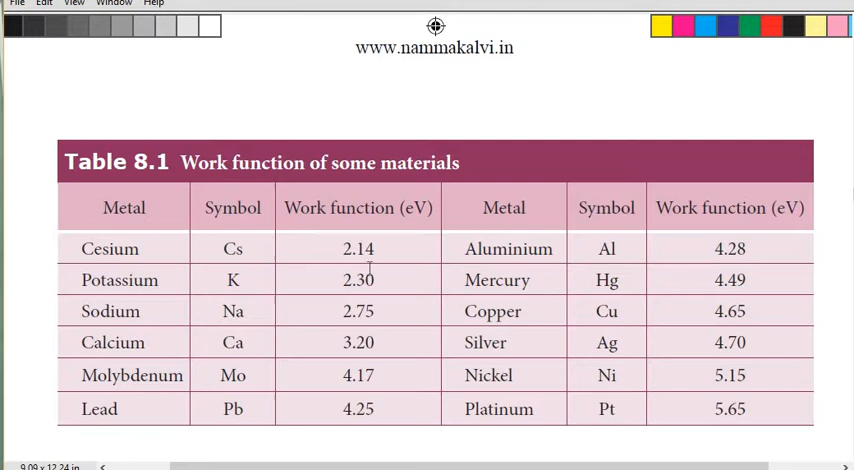 File Edit View Window Help
www.nammakalvi.in
Table 8.1 Work function of some materials
Metal Symbol Work function (eV) Metal Symbol Work function (eV)
Cesium Cs 2.14 Aluminium Al 4.28
Potassium K 2.30 Mercury Hg 4.49
Sodium Na 2.75 Copper Cu 4.65
Calcium Ca 3.20 Silver Ag 4.70
Molybdenum Mo 4.17 Nickel Ni 5.15
Lead Pb 4.25 Platinum Pt 5.65
9.09 x 12.24 in